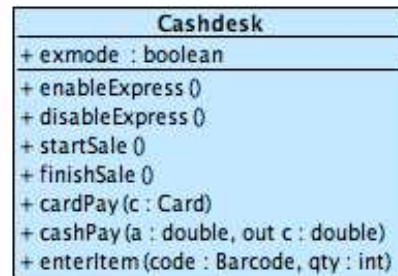 Cashdesk
+ exmode : boolean
+ enableExpress ()
+ disableExpress ()
+ startSale ()
+ finishSale ()
+ cardPay (c : Card)
+ cashPay (a : double, out c : double)
+ enterItem (code : Barcode, qty : int)